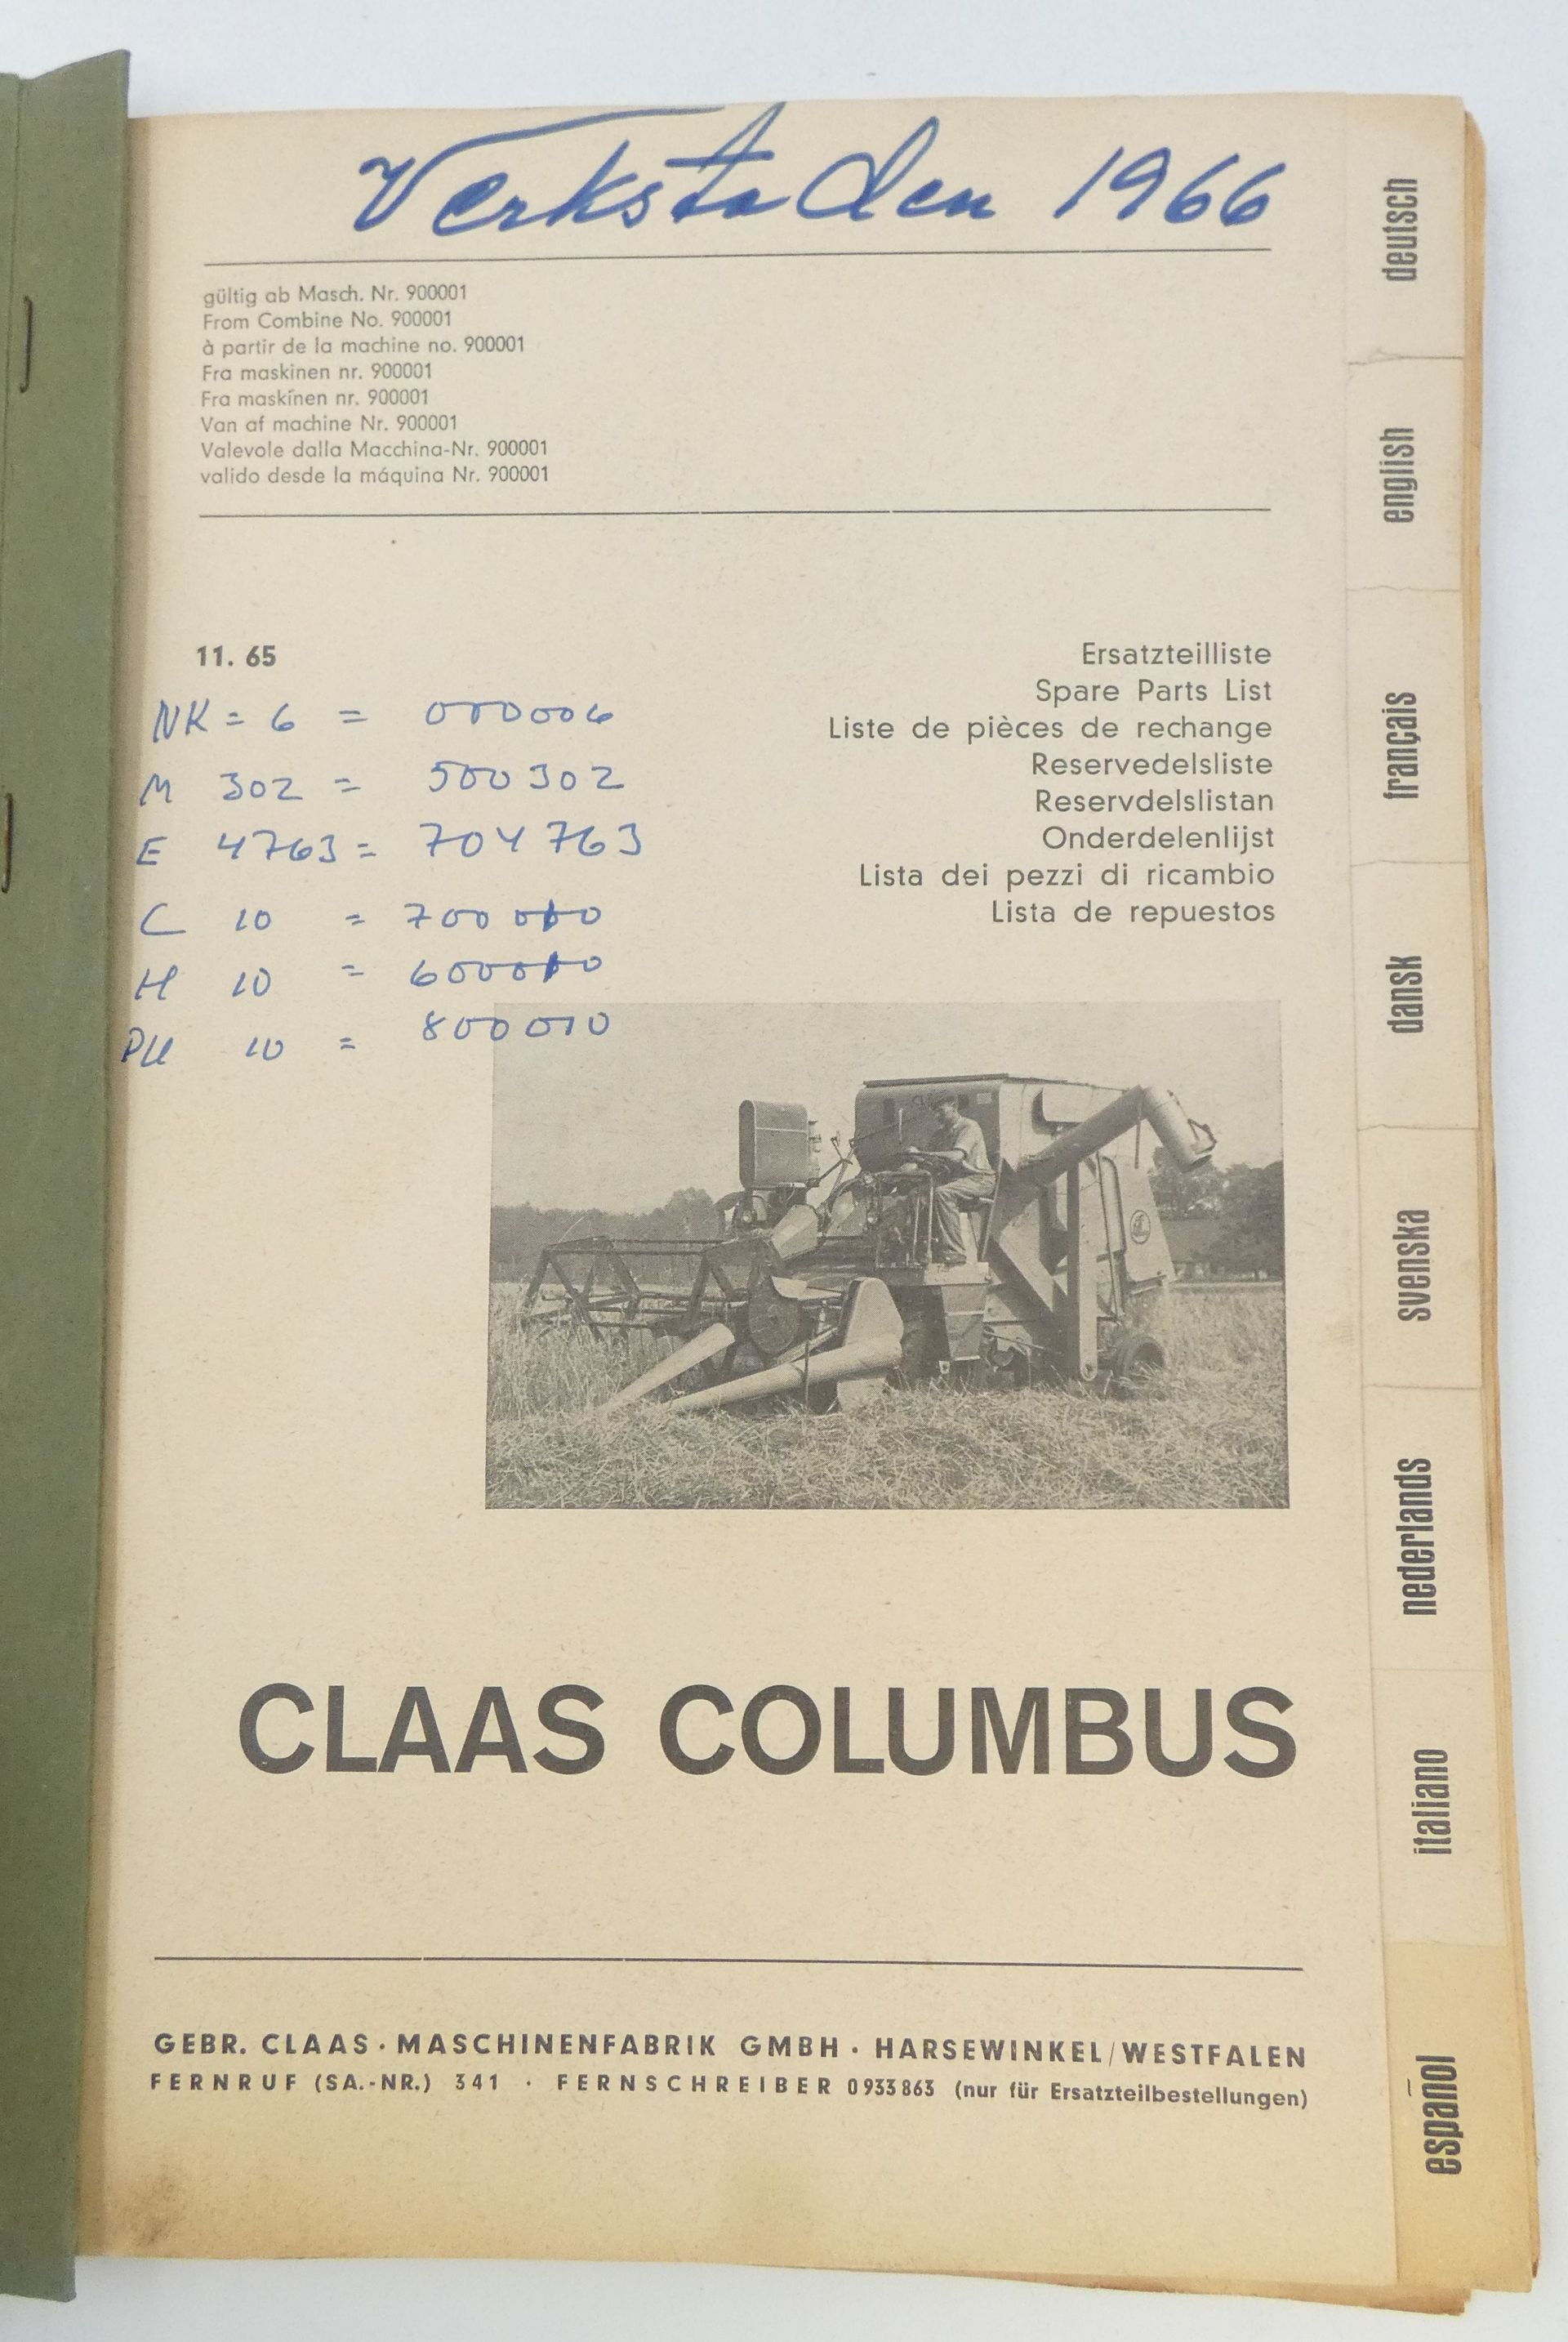 Verkstaden 1966
gültig ab Masch. Nr. 900001
From Combine No. 900001
à partir de la machine no. 900001
Fra maskinen nr. 900001
Fra maskinen nr. 900001
Van af machine Nr. 900001
Valevole dalla Macchina-Nr. 900001
valido desde la máquina Nr. 900001
11. 65
NK = 6 = 000006
M 302 = 500302
E 4763 = 704763
C 10 = 700010
H 10 = 600010
10 = 800010
Ersatzteilliste
Spare Parts List
Liste de pièces de rechange
Reservedelsliste
Reservdelslistan
Onderdelenlijst
Lista dei pezzi di ricambio
Lista de repuestos
CLAAS COLUMBUS
GEBR. CLAAS · MASCHINENFABRIK GMBH · HARSEWINKEL/WESTFALEN
FERNRUF (SA.-NR.) 341 · FERNSCHREIBER 0933863 (nur für Ersatzteilbestellungen)
deutsch
english
français
dansk
svenska
nederlands
italiano
español